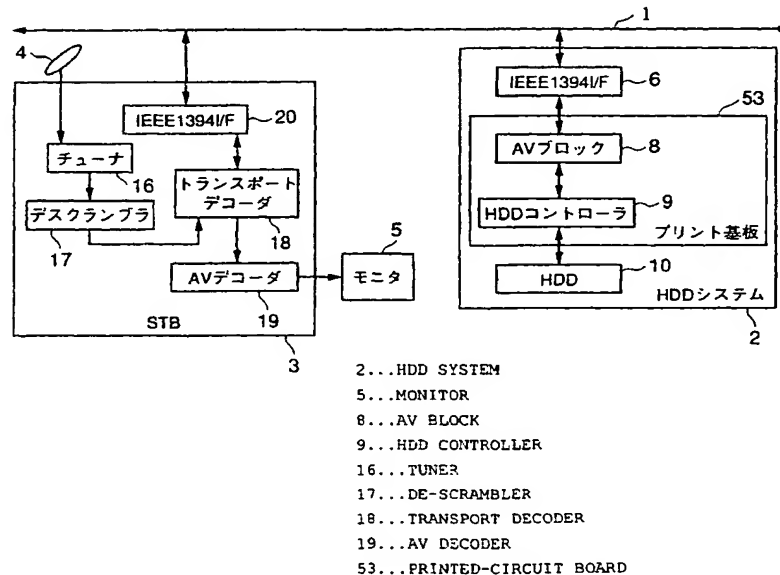 1
4
IEEE1394I/F
6
53
IEEE1394I/F
20
AVブロック
8
チューナ
16
トランスポート
デコーダ
18
9
HDDコントローラ
デスクランブラ
17
プリント基板
5
AVデコーダ
モニタ
HDD
10
19
HDDシステム
STB
3
2
2...HDD SYSTEM
5...MONITOR
8...AV BLOCK
9...HDD CONTROLLER
16...TUNER
17...DE-SCRAMBLER
18...TRANSPORT DECODER
19...AV DECODER
53...PRINTED-CIRCUIT BOARD